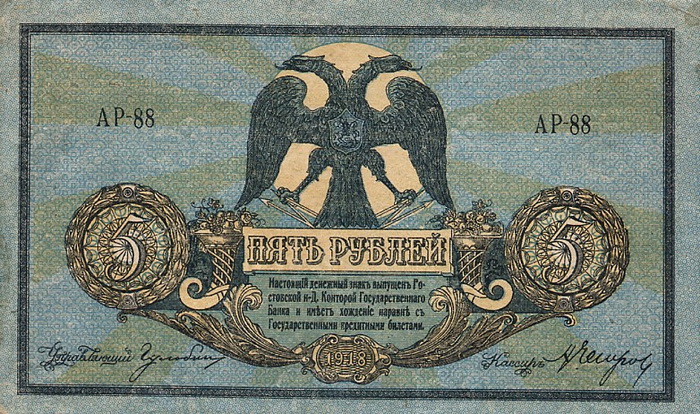 АР-88
АР-88
5
5
ПЯТЬ РУБЛЕЙ
Настоящій денежный знакъ выпущенъ Ро-
стовской н-Д. Конторой Государственнаго
Банка и имѣетъ хожденіе наравнѣ съ
Государственными кредитными билетами.
Управляющій
Кассиръ
1918